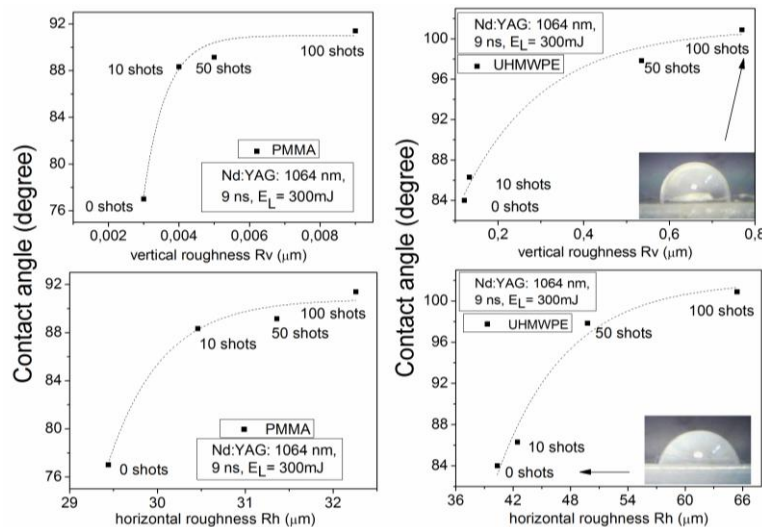 Contact angle (degree)
92
88
84
80
76
0,002
0,004
0,006
0,008
vertical roughness Rv (μm)
0 shots
10 shots
50 shots
100 shots
PMMA
Nd:YAG: 1064 nm,
9 ns, E_L= 300mJ
Contact angle (degree)
100
96
92
88
84
0,2
0,4
0,6
0,8
vertical roughness Rv (μm)
Nd:YAG: 1064 nm,
9 ns, E_L= 300mJ
UHMWPE
100 shots
50 shots
10 shots
0 shots
92
88
84
80
76
29
30
31
32
horizontal roughness Rh (μm)
100 shots
50 shots
10 shots
0 shots
PMMA
Nd:YAG: 1064 nm,
9 ns, E_L= 300mJ
100
96
92
88
84
36
42
48
54
60
66
horizontal roughness Rh (μm)
Nd:YAG: 1064 nm,
9 ns, E_L= 300mJ
UHMWPE
100 shots
50 shots
10 shots
0 shots